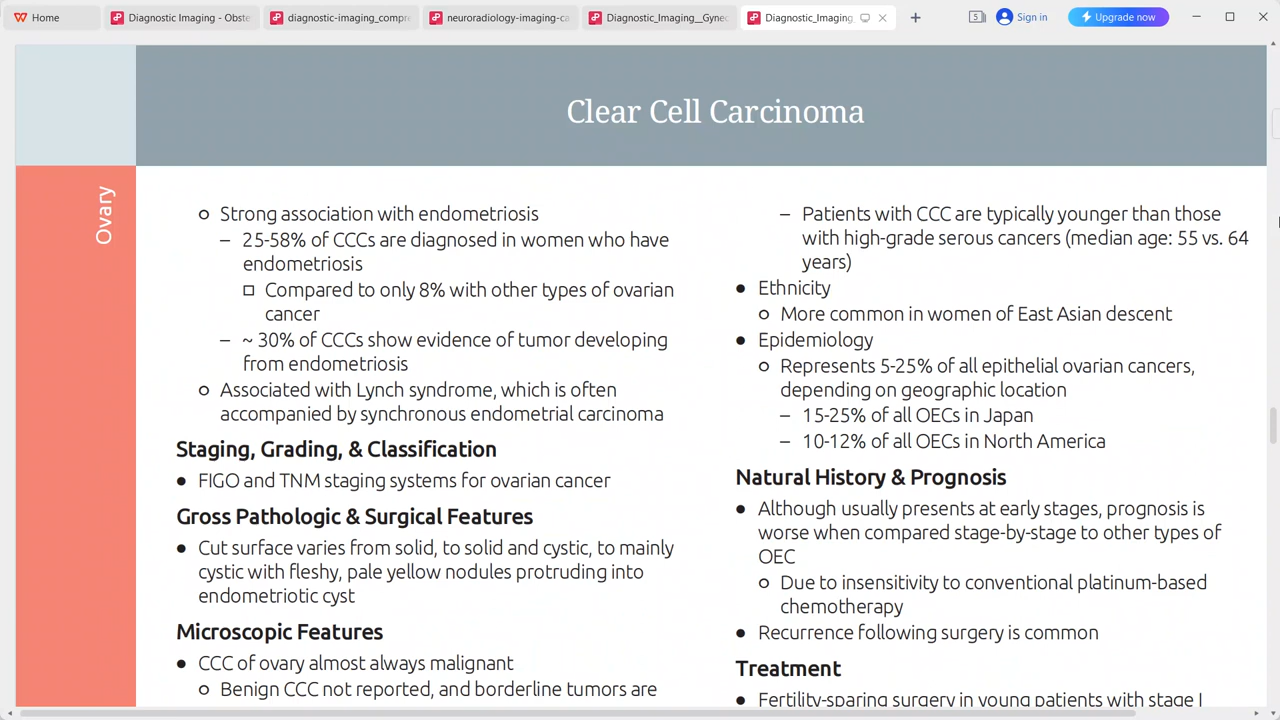 Home
Diagnostic Imaging - Obste
diagnostic-imaging_compre
neuroradiology-imaging-ca
Diagnostic_Imaging__Gynec
Diagnostic_Imaging_
5
Sign in
Upgrade now
Clear Cell Carcinoma
Ovary
Strong association with endometriosis
– 25-58% of CCCs are diagnosed in women who have
endometriosis
Compared to only 8% with other types of ovarian
cancer
– ~ 30% of CCCs show evidence of tumor developing
from endometriosis
Associated with Lynch syndrome, which is often
accompanied by synchronous endometrial carcinoma
Staging, Grading, & Classification
• FIGO and TNM staging systems for ovarian cancer
Gross Pathologic & Surgical Features
• Cut surface varies from solid, to solid and cystic, to mainly
cystic with fleshy, pale yellow nodules protruding into
endometriotic cyst
Microscopic Features
• CCC of ovary almost always malignant
Benign CCC not reported, and borderline tumors are
– Patients with CCC are typically younger than those
with high-grade serous cancers (median age: 55 vs. 64
years)
• Ethnicity
More common in women of East Asian descent
• Epidemiology
Represents 5-25% of all epithelial ovarian cancers,
depending on geographic location
– 15-25% of all OECs in Japan
– 10-12% of all OECs in North America
Natural History & Prognosis
• Although usually presents at early stages, prognosis is
worse when compared stage-by-stage to other types of
OEC
Due to insensitivity to conventional platinum-based
chemotherapy
• Recurrence following surgery is common
Treatment
• Fertility-sparing surgery in young patients with stage I